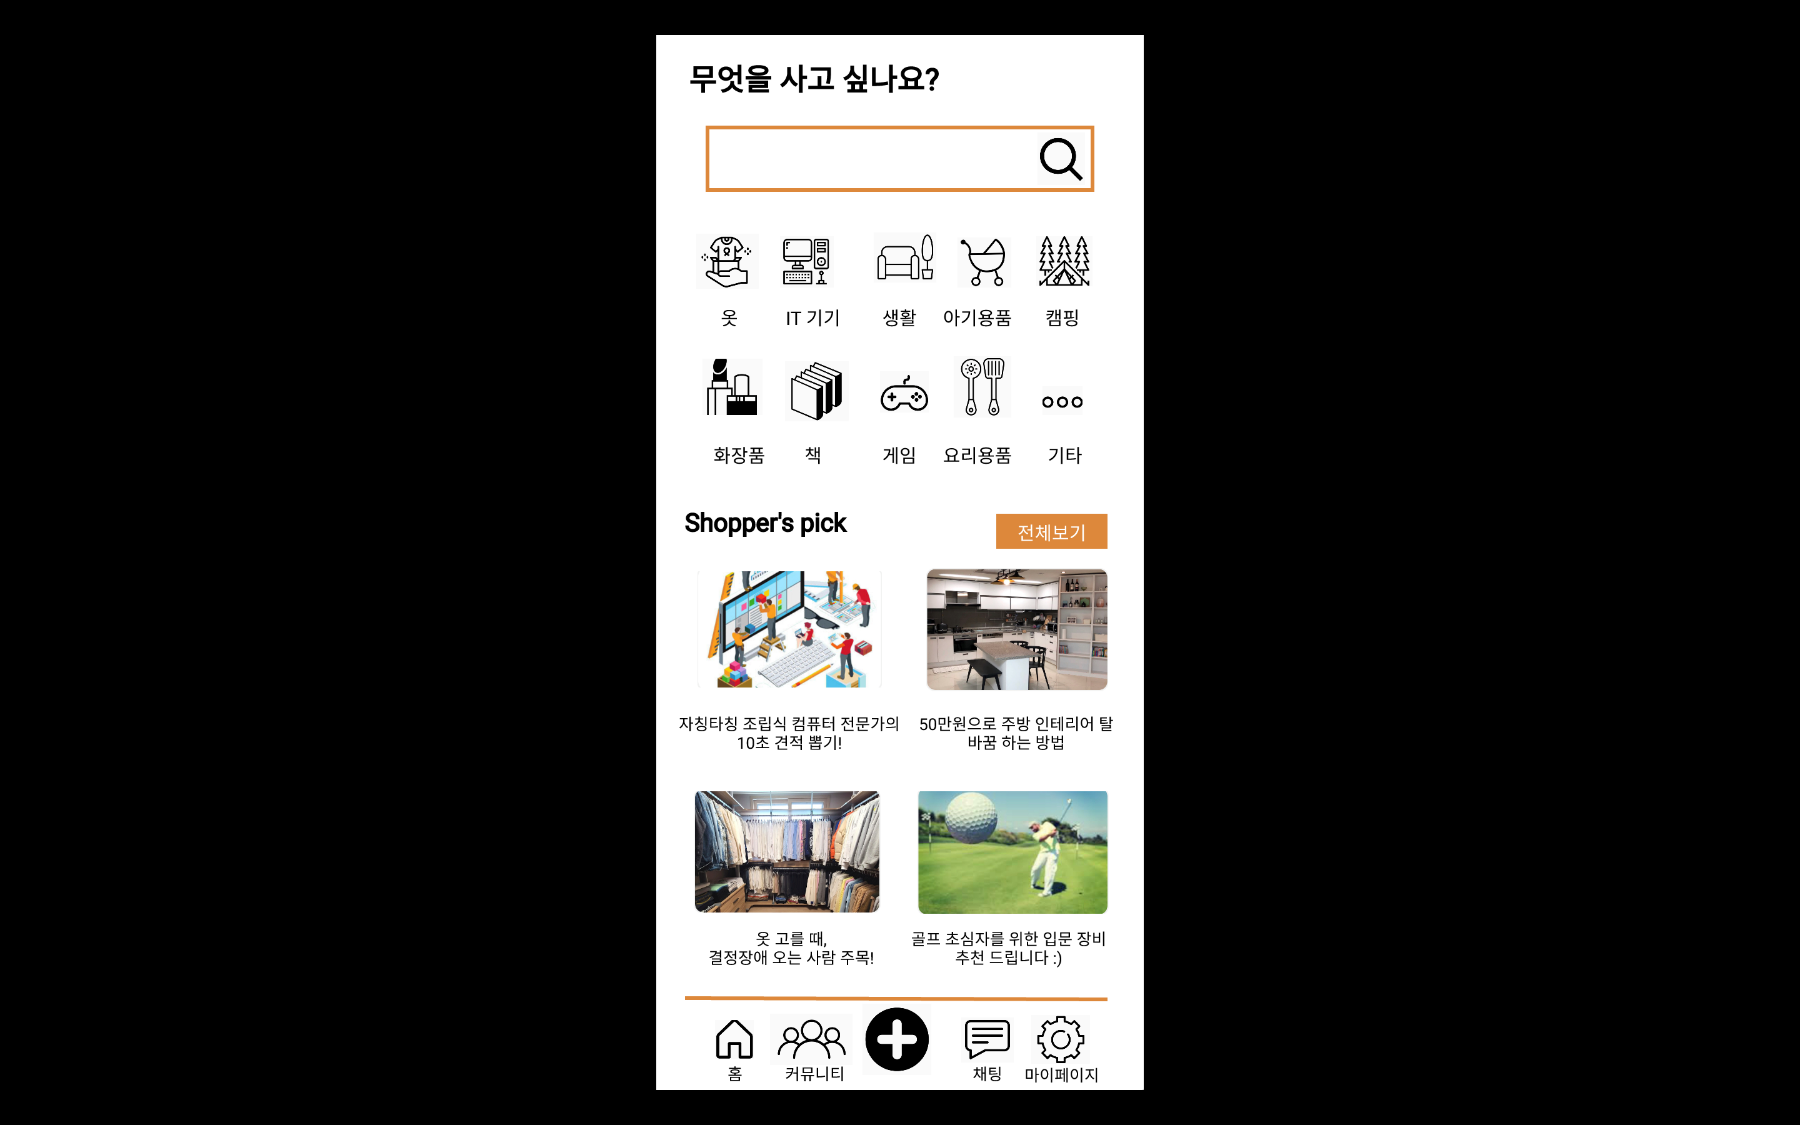 무엇을 사고 싶나요?
옷 IT 기기 생활 아기용품 캠핑
화장품 책 게임 요리용품 기타
Shopper's pick
전체보기
자칭타칭 조립식 컴퓨터 전문가의
10초 견적 뽑기!
50만원으로 주방 인테리어 탈
바꿈 하는 방법
옷 고를 때,
결정장애 오는 사람 주목!
골프 초심자를 위한 입문 장비
추천 드립니다 :)
홈 커뮤니티 채팅 마이페이지